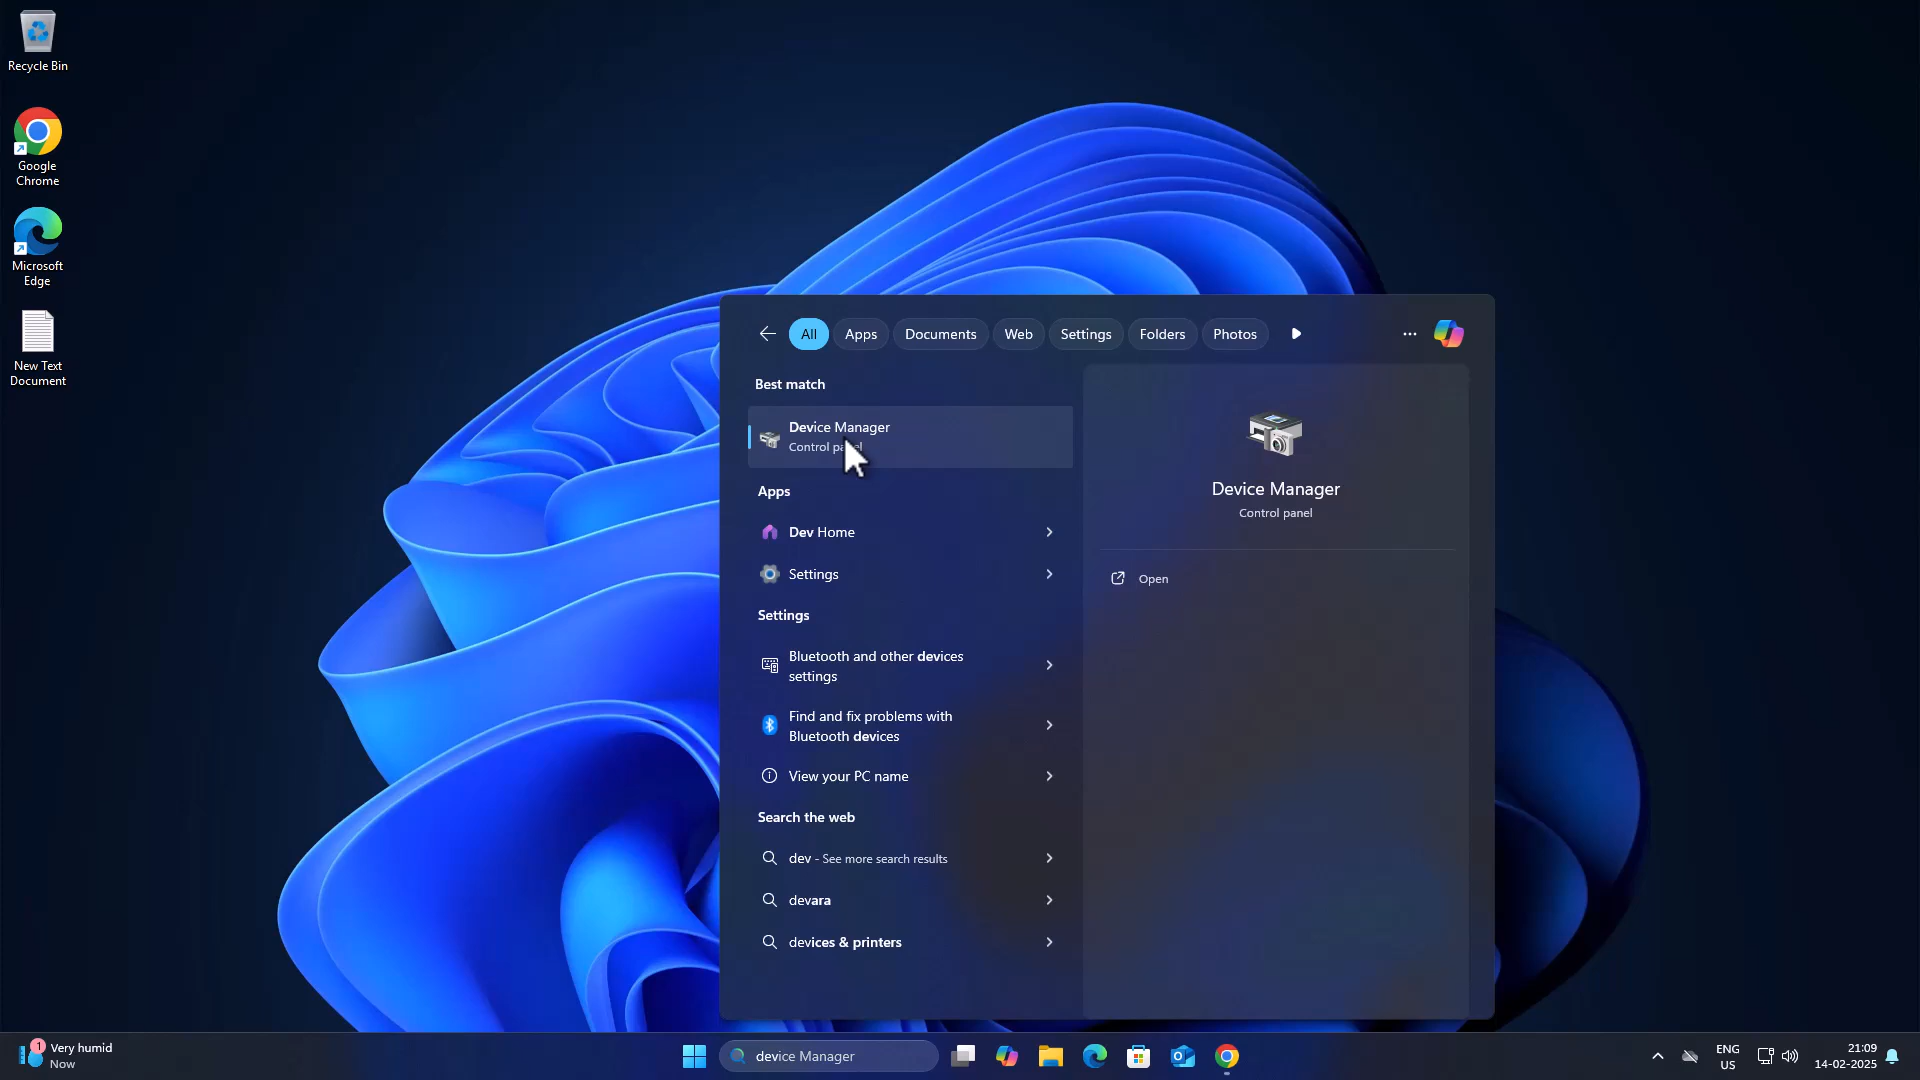 Recycle Bin
Google
Chrome
Microsoft
Edge
New Text
Document
All
Apps
Documents
Web
Settings
Folders
Photos
Best match
Device Manager
Control panel
Apps
Dev Home
Settings
Settings
Bluetooth and other devices
settings
Find and fix problems with
Bluetooth devices
View your PC name
Search the web
dev - See more search results
devara
devices & printers
Device Manager
Control panel
Open
1
Very humid
Now
device Manager
ENG
US
21:09
14-02-2025